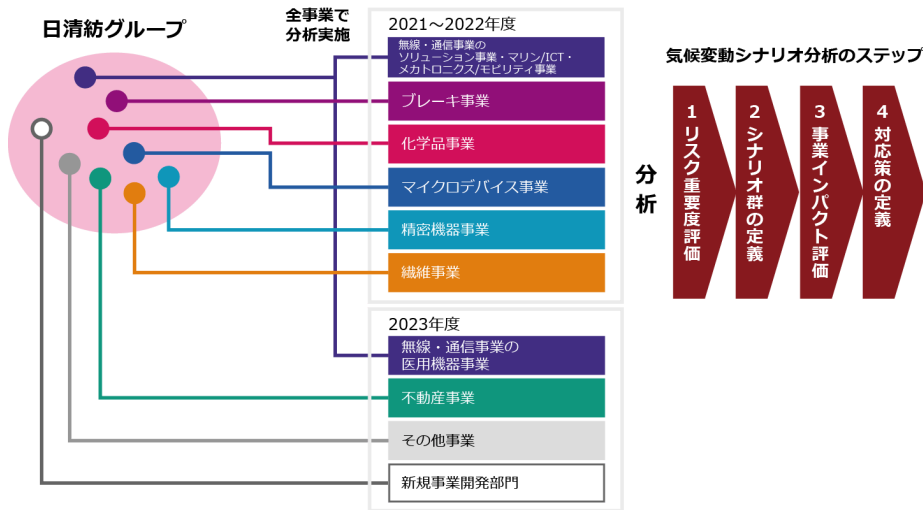 日清紡グループ
全事業で
分析実施
2021～2022年度
無線・通信事業の
ソリューション事業・マリン/ICT・
メカトロニクス/モビリティ事業
ブレーキ事業
化学品事業
マイクロデバイス事業
精密機器事業
繊維事業
2023年度
無線・通信事業の
医用機器事業
不動産事業
その他事業
新規事業開発部門
気候変動シナリオ分析のステップ
分析
1 リスク重要度評価
2 シナリオ群の定義
3 事業インパクト評価
4 対応策の定義